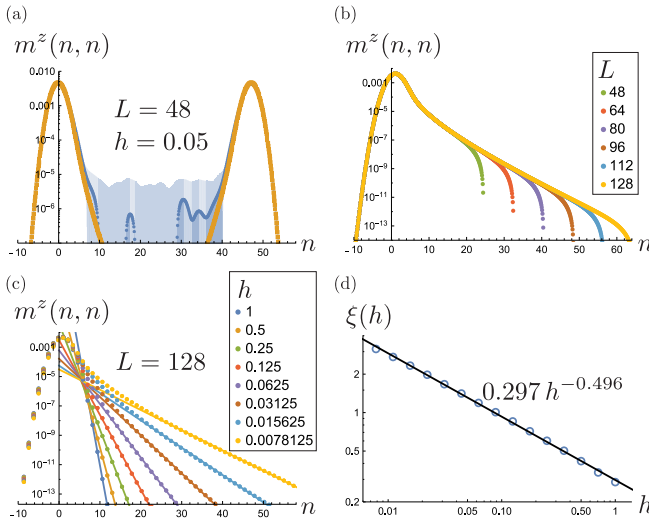 (a)
m^z(n, n)
0.010
0.001
10^-4
10^-5
10^-6
L = 48
h = 0.05
-10 0 10 20 30 40 50 n
(b)
m^z(n, n)
0.001
10^-5
10^-7
10^-9
10^-11
10^-13
-10 0 10 20 30 40 50 60 n
L
48
64
80
96
112
128
(c)
m^z(n, n)
0.001
10^-5
10^-7
10^-9
10^-11
10^-13
L = 128
-10 0 10 20 30 40 50 n
h
1
0.5
0.25
0.125
0.0625
0.03125
0.015625
0.0078125
(d)
ξ(h)
2
1
0.5
0.2
0.297 h^-0.496
0.01 0.05 0.10 0.50 1 h